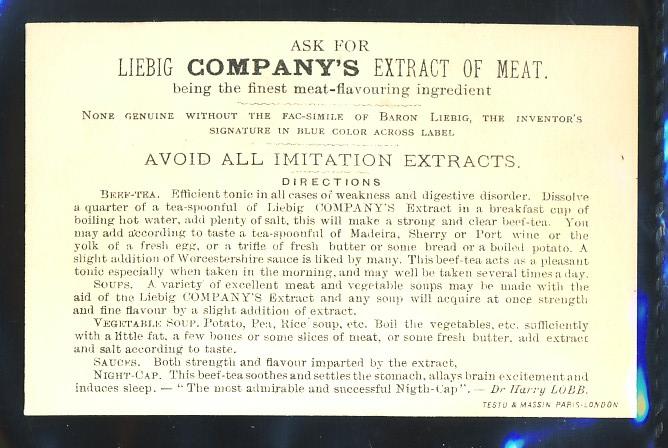 ASK FOR
LIEBIG COMPANY'S EXTRACT OF MEAT.
being the finest meat-flavouring ingredient
NONE GENUINE WITHOUT THE FAC-SIMILE OF BARON LIEBIG, THE INVENTOR'S
SIGNATURE IN BLUE COLOR ACROSS LABEL
AVOID ALL IMITATION EXTRACTS.
DIRECTIONS
BEEF-TEA. Efficient tonic in all cases of weakness and digestive disorder. Dissolve
a quarter of a tea-spoonful of Liebig COMPANY'S Extract in a breakfast cup of
boiling hot water, add plenty of salt, this will make a strong and clear beef-tea. You
may add according to taste a tea-spoonful of Madeira, Sherry or Port wine or the
yolk of a fresh egg, or a trifle of fresh butter or some bread or a boiled potato. A
slight addition of Worcestershire sauce is liked by many. This beef-tea acts as a pleasant
tonic especially when taken in the morning, and may well be taken several times a day.
SOUPS. A variety of excellent meat and vegetable soups may be made with the
aid of the Liebig COMPANY'S Extract and any soup will acquire at once strength
and fine flavour by a slight addition of extract.
VEGETABLE SOUP. Potato, Pea, Rice soup, etc. Boil the vegetables, etc. sufficiently
with a little fat, a few bones or some slices of meat, or some fresh butter, add extract
and salt according to taste.
SAUCES. Both strength and flavour imparted by the extract,
NIGHT-CAP. This beef-tea soothes and settles the stomach, allays brain excitement and
induces sleep. — "The most admirable and successful Nigth-Cap". — Dr Harry LOBB.
TESTU & MASSIN PARIS-LONDON